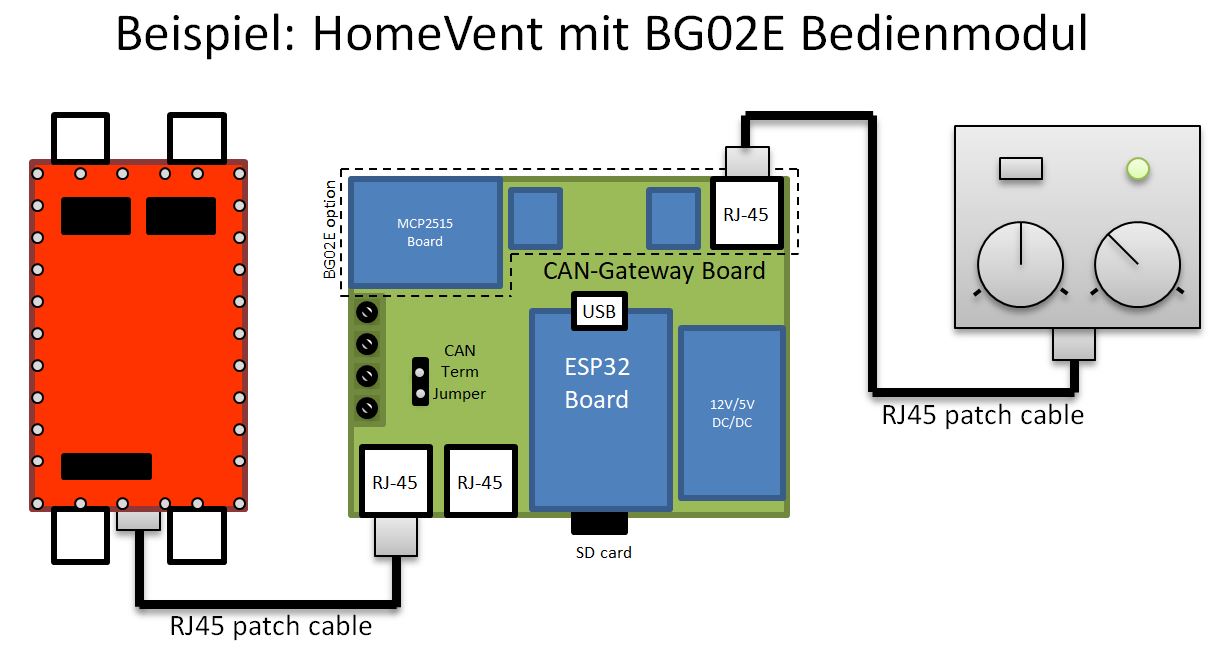 Beispiel: HomeVent mit BG02E Bedienmodul
BG02E option
MCP2515
Board
RJ-45
CAN-Gateway Board
USB
CAN
Term
Jumper
ESP32
Board
12V/5V
DC/DC
RJ-45
RJ-45
SD card
RJ45 patch cable
RJ45 patch cable